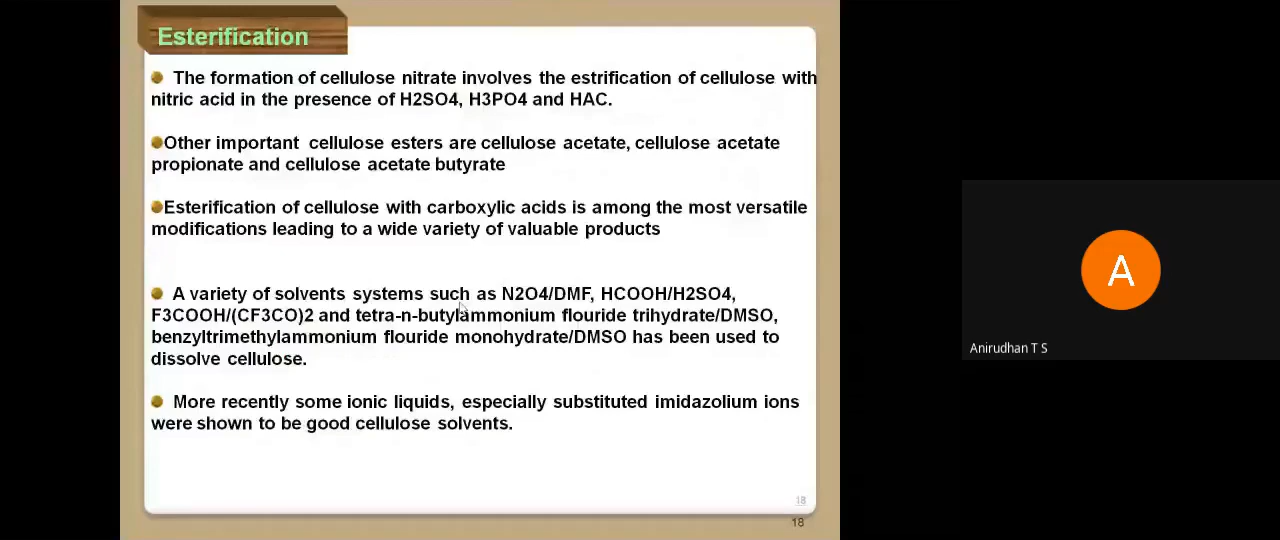 Esterification
The formation of cellulose nitrate involves the estrification of cellulose with
nitric acid in the presence of H2SO4, H3PO4 and HAC.
Other important cellulose esters are cellulose acetate, cellulose acetate
propionate and cellulose acetate butyrate
Esterification of cellulose with carboxylic acids is among the most versatile
modifications leading to a wide variety of valuable products
A variety of solvents systems such as N2O4/DMF, HCOOH/H2SO4,
F3COOH/(CF3CO)2 and tetra-n-butylammonium flouride trihydrate/DMSO,
benzyltrimethylammonium flouride monohydrate/DMSO has been used to
dissolve cellulose.
More recently some ionic liquids, especially substituted imidazolium ions
were shown to be good cellulose solvents.
18
18
A
Anirudhan T S